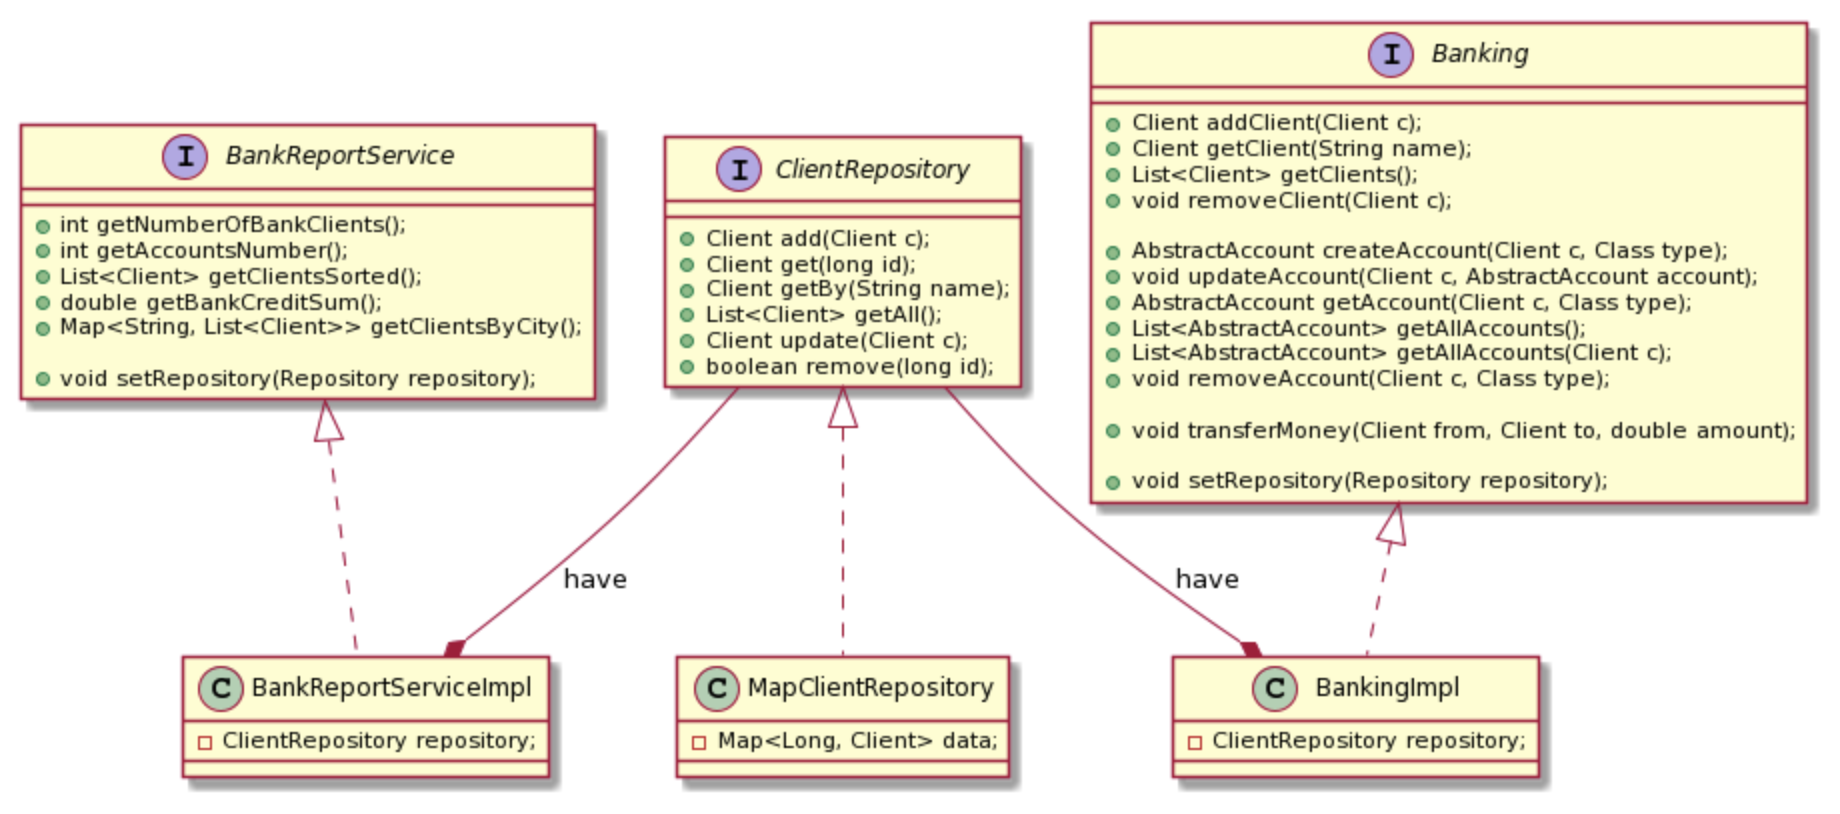 I BankReportService
int getNumberOfBankClients();
int getAccountsNumber();
List<Client> getClientsSorted();
double getBankCreditSum();
Map<String, List<Client>> getClientsByCity();
void setRepository(Repository repository);
I ClientRepository
Client add(Client c);
Client get(long id);
Client getBy(String name);
List<Client> getAll();
Client update(Client c);
boolean remove(long id);
I Banking
Client addClient(Client c);
Client getClient(String name);
List<Client> getClients();
void removeClient(Client c);
AbstractAccount createAccount(Client c, Class type);
void updateAccount(Client c, AbstractAccount account);
AbstractAccount getAccount(Client c, Class type);
List<AbstractAccount> getAllAccounts();
List<AbstractAccount> getAllAccounts(Client c);
void removeAccount(Client c, Class type);
void transferMoney(Client from, Client to, double amount);
void setRepository(Repository repository);
have
have
C BankReportServiceImpl
ClientRepository repository;
C MapClientRepository
Map<Long, Client> data;
C BankingImpl
ClientRepository repository;